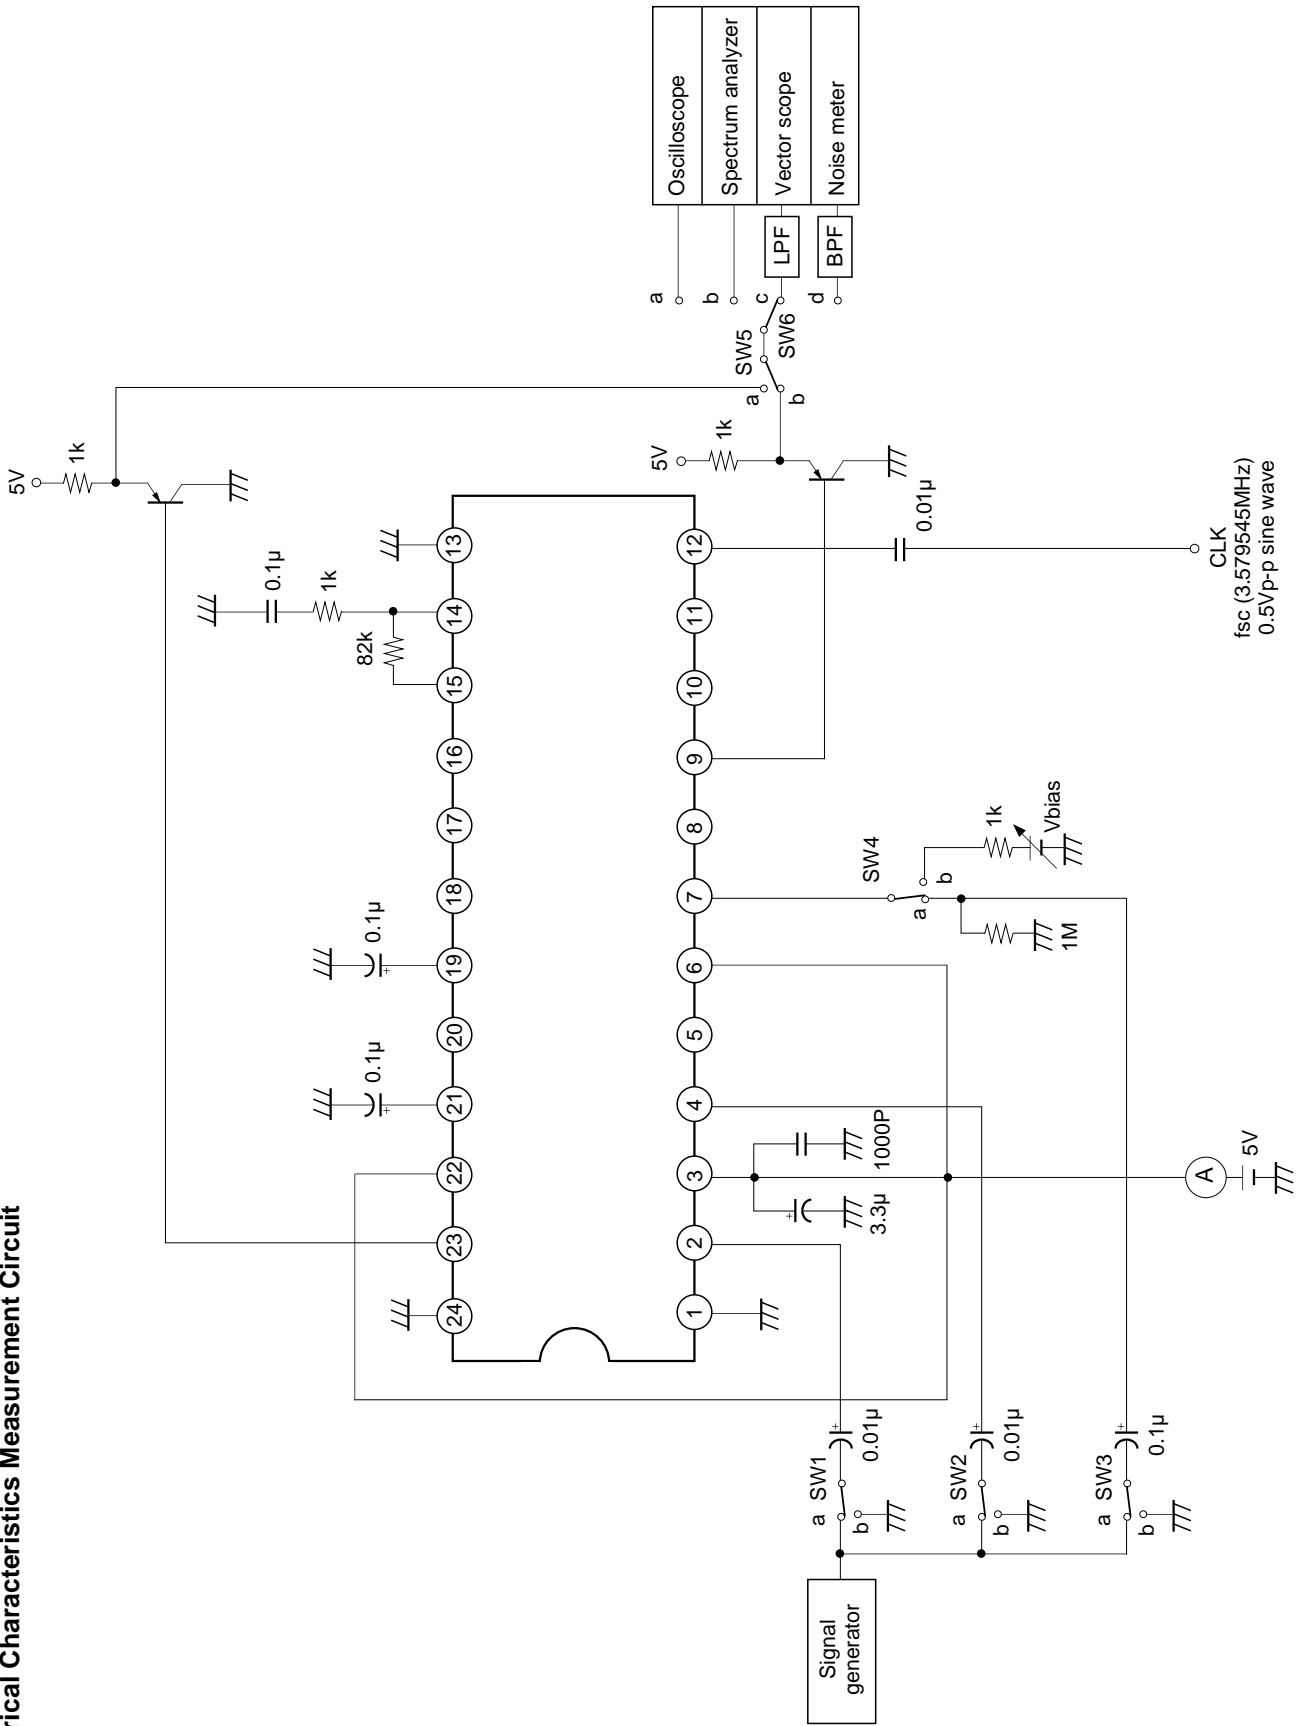 rical Characteristics Measurement Circuit
5V
1k
0.1µ
0.1µ
82k
1k
0.1µ
24
23
22
21
20
19
18
17
16
15
14
13
1
2
3
4
5
6
7
8
9
10
11
12
5V
1k
a
b
SW5
SW6
a
b
c
d
LPF
BPF
Oscilloscope
Spectrum analyzer
Vector scope
Noise meter
3.3µ
1000P
SW4
a
b
1M
1k
Vbias
0.01µ
CLK
fsc (3.579545MHz)
0.5Vp-p sine wave
A
5V
Signal
generator
a
SW1
b
0.01µ
a
SW2
b
0.01µ
a
SW3
b
0.1µ
+
+
+
+
+
+